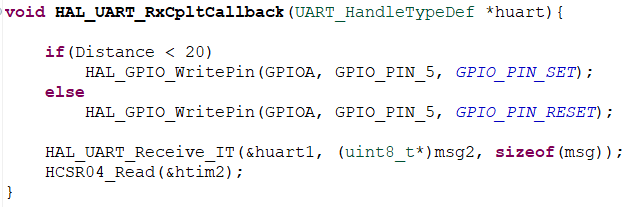 void HAL_UART_RxCpltCallback(UART_HandleTypeDef *huart){
if(Distance < 20)
HAL_GPIO_WritePin(GPIOA, GPIO_PIN_5, GPIO_PIN_SET);
else
HAL_GPIO_WritePin(GPIOA, GPIO_PIN_5, GPIO_PIN_RESET);
HAL_UART_Receive_IT(&huart1, (uint8_t*)msg2, sizeof(msg));
HCSR04_Read(&htim2);
}